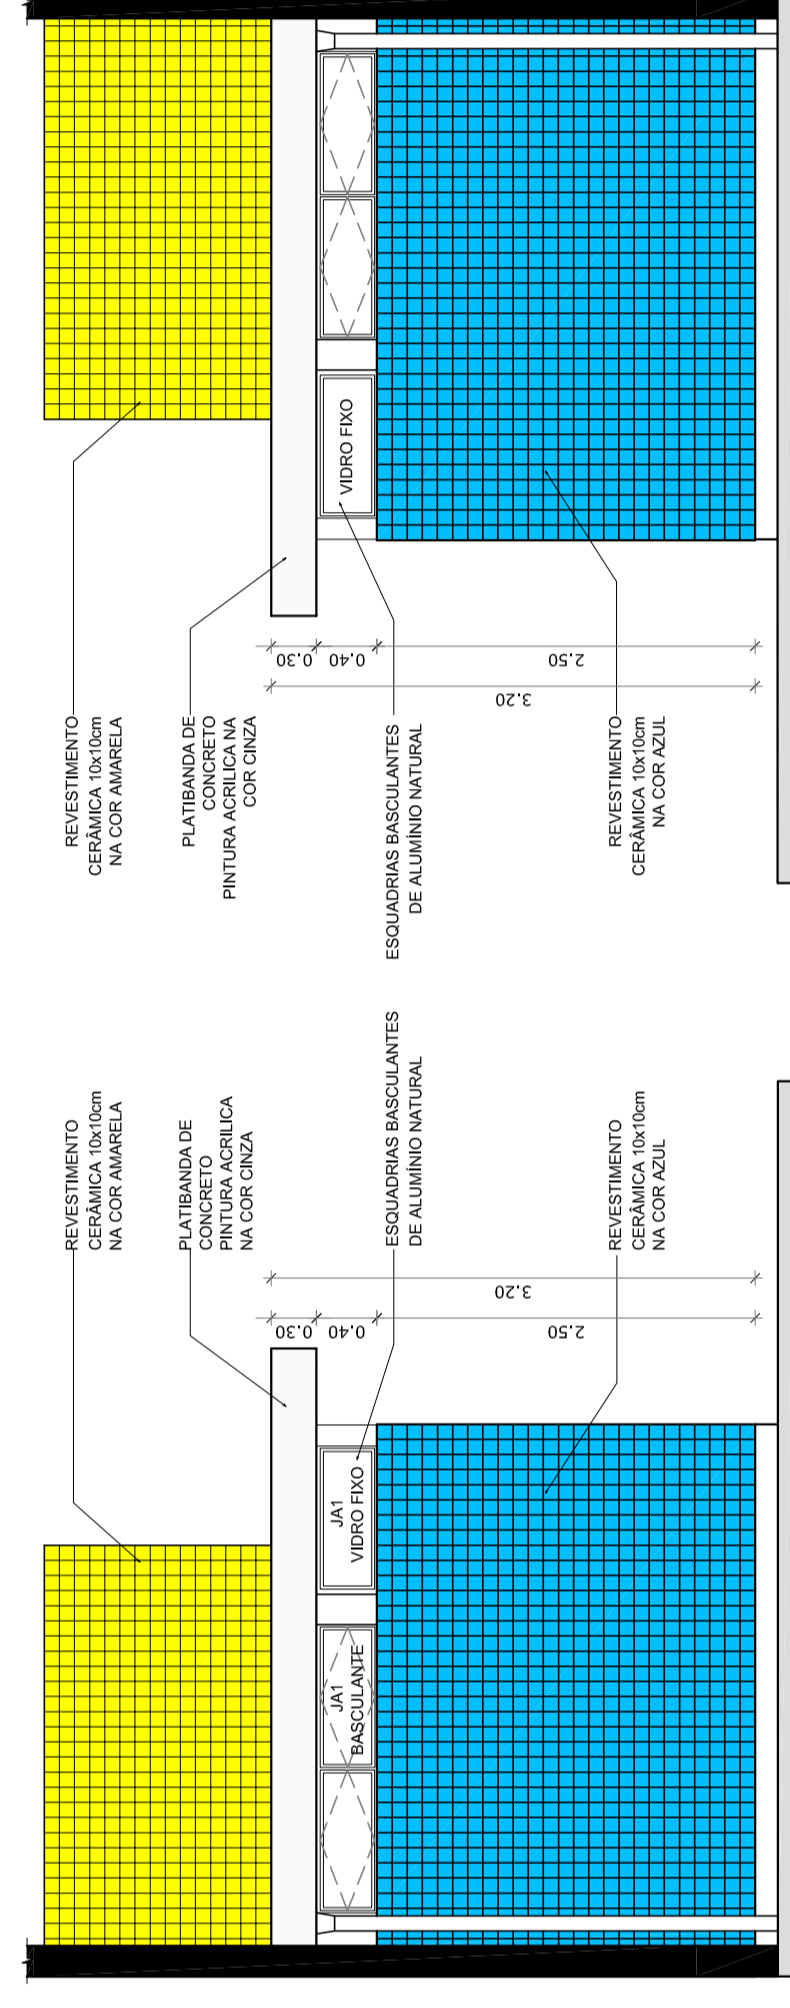 REVESTIMENTO
CERÂMICA 10x10cm
NA COR AMARELA
PLATIBANDA DE
CONCRETO
PINTURA ACRILICA
NA COR CINZA
ESQUADRIAS BASCULANTES
DE ALUMÍNIO NATURAL
REVESTIMENTO
CERÂMICA 10x10cm
NA COR AZUL
0.30
0.40
2.50
3.20
JA1
BASCULANTE
JA1
VIDRO FIXO
REVESTIMENTO
CERÂMICA 10x10cm
NA COR AMARELA
PLATIBANDA DE
CONCRETO
PINTURA ACRILICA NA
COR CINZA
ESQUADRIAS BASCULANTES
DE ALUMÍNIO NATURAL
REVESTIMENTO
CERÂMICA 10x10cm
NA COR AZUL
0.30
0.40
2.50
3.20
VIDRO FIXO